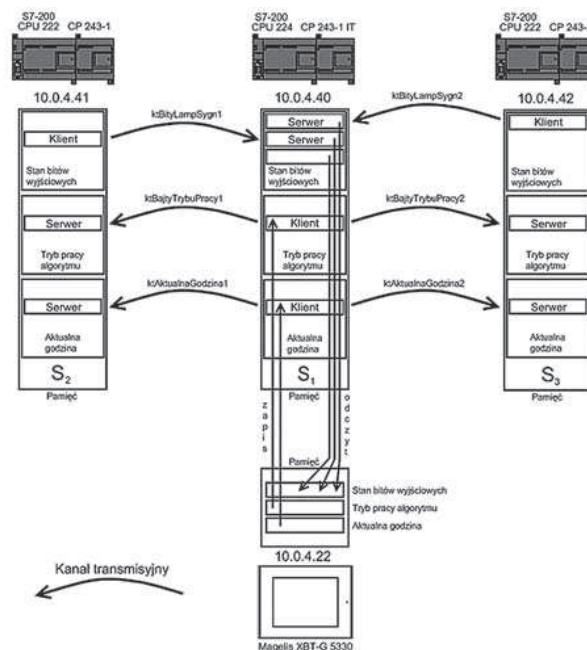 S7-200
CPU 222 CP 243-1
S7-200
CPU 224 CP 243-1 IT
S7-200
CPU 222 CP 243-
10.0.4.41
10.0.4.40
10.0.4.42
ktBityLampSygn1
ktBityLampSygn2
Klient
Stan bitów
wyjściowych
Serwer
Serwer
Stan bitów
wyjściowych
Klient
Stan bitów
wyjściowych
ktBajtyTrybuPracy1
ktBajtyTrybuPracy2
Serwer
Tryb pracy
algorytmu
Klient
Tryb pracy
algorytmu
Serwer
Tryb pracy
algorytmu
ktAktualnaGodzina1
ktAktualnaGodzina2
Serwer
Aktualna
godzina
Klient
Aktualna
godzina
Serwer
Aktualna
godzina
S2
S1
S3
Pamięć
Pamięć
Pamięć
zapis
odczyt
Pamięć
Stan bitów wyjściowych
Tryb pracy algorytmu
Aktualna godzina
10.0.4.22
Kanał transmisyjny
Magelis XBT-G 5330